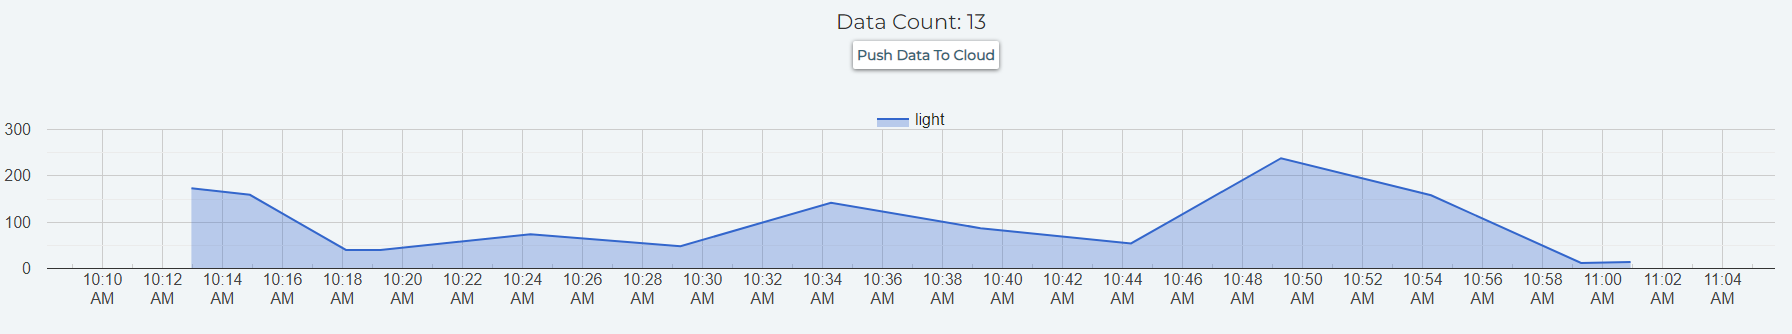 Data Count: 13
Push Data To Cloud
light
300
200
100
0
10:10 AM
10:12 AM
10:14 AM
10:16 AM
10:18 AM
10:20 AM
10:22 AM
10:24 AM
10:26 AM
10:28 AM
10:30 AM
10:32 AM
10:34 AM
10:36 AM
10:38 AM
10:40 AM
10:42 AM
10:44 AM
10:46 AM
10:48 AM
10:50 AM
10:52 AM
10:54 AM
10:56 AM
10:58 AM
11:00 AM
11:02 AM
11:04 AM